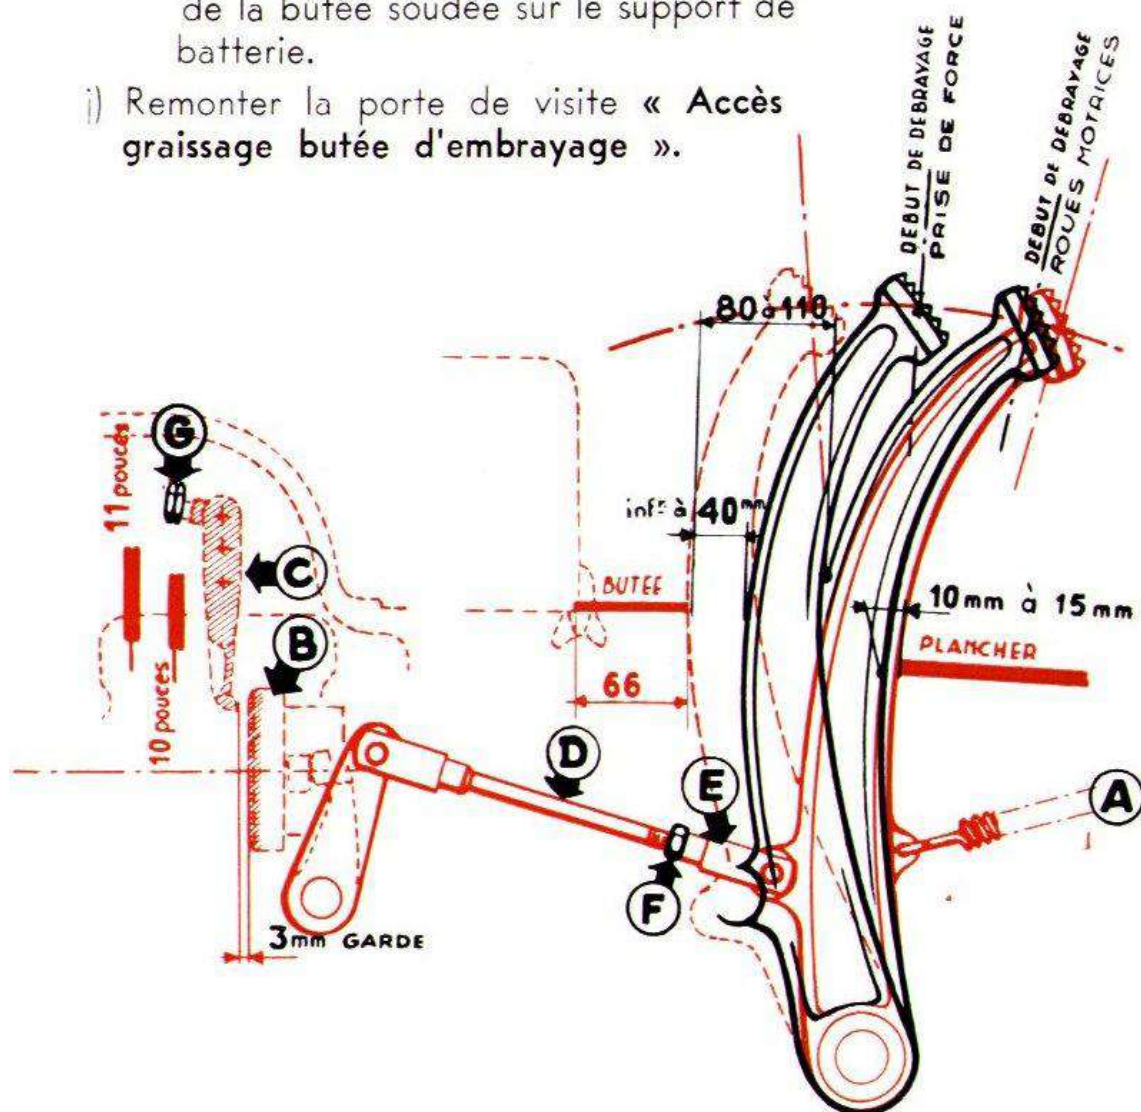 de la butée soudée sur le support de
batterie.
j) Remonter la porte de visite « Accès
graissage butée d'embrayage ».
DEBUT DE DEBRAYAGE
PRISE DE FORCE
DEBUT DE DEBRAYAGE
ROUES MOTRICES
80 à 110
G
11 pouces
infr à 40mm
C
BUTEE
10mm à 15mm
B
PLANCHER
10 pouces
66
D
E
A
F
3mm GARDE